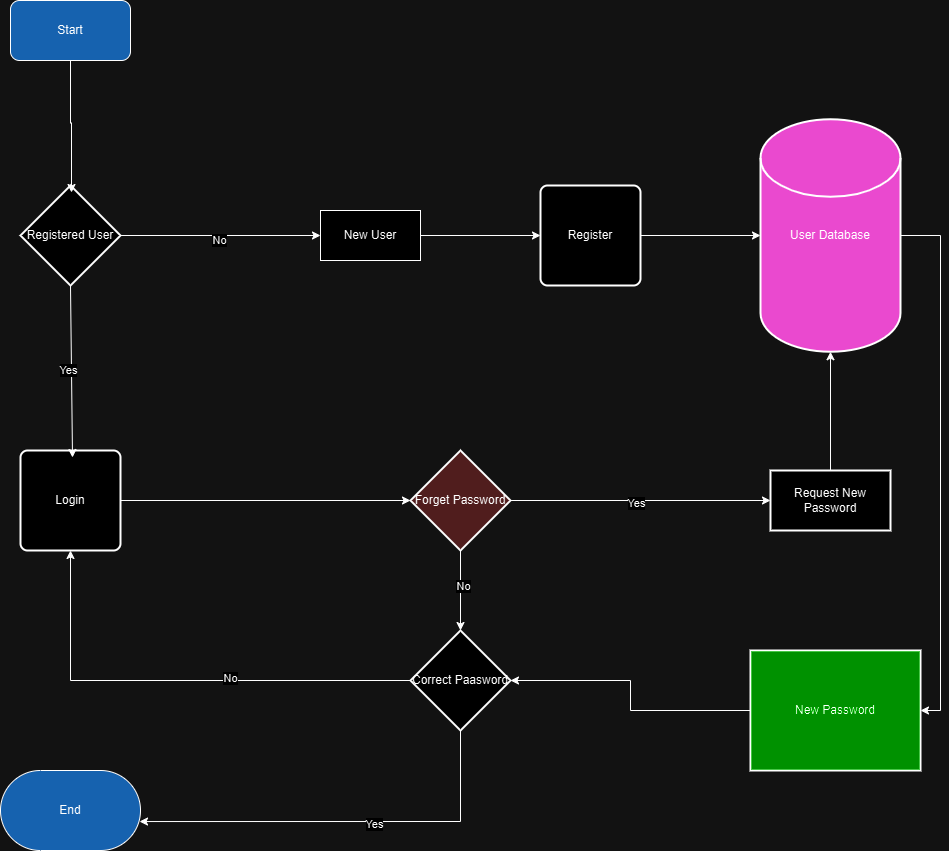 Start
Registered User
No
New User
Register
User Database
Yes
Login
Forget Password
Yes
Request New
Password
No
Correct Paasword
No
New Password
End
Yes